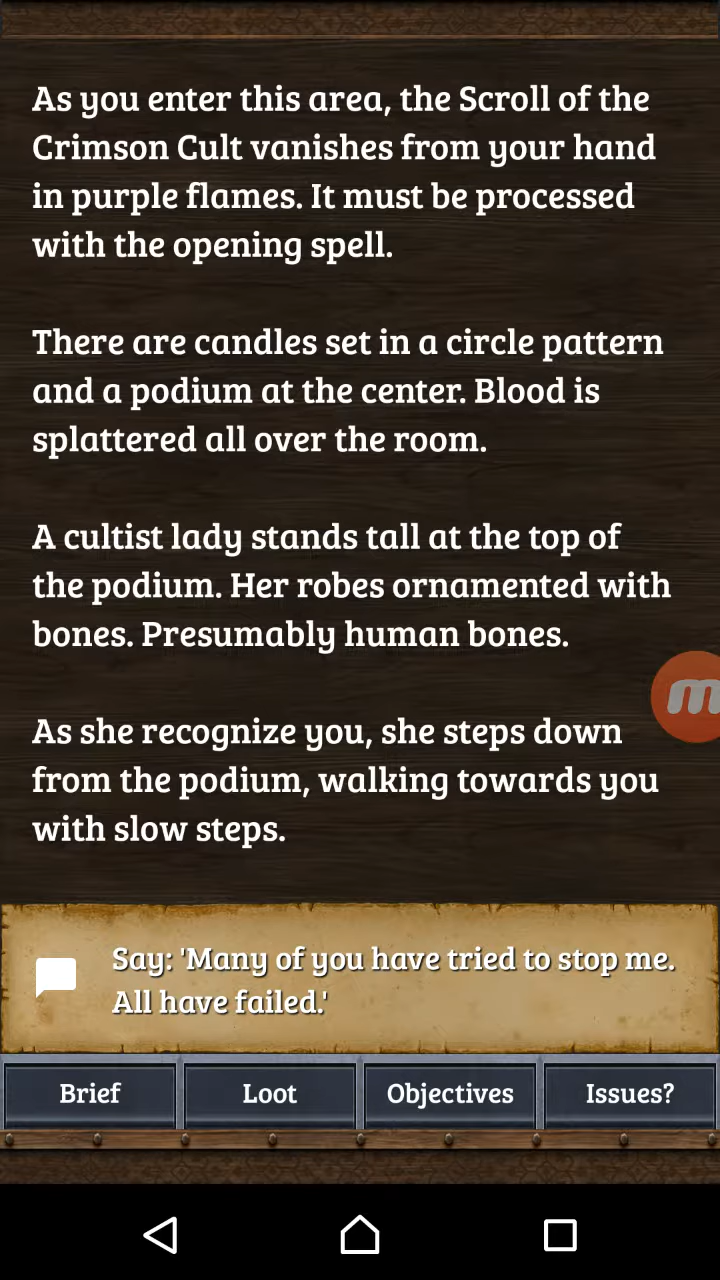 As you enter this area, the Scroll of the
Crimson Cult vanishes from your hand
in purple flames. It must be processed
with the opening spell.
There are candles set in a circle pattern
and a podium at the center. Blood is
splattered all over the room.
A cultist lady stands tall at the top of
the podium. Her robes ornamented with
bones. Presumably human bones.
As she recognize you, she steps down
from the podium, walking towards you
with slow steps.
Say: 'Many of you have tried to stop me.
All have failed.'
Brief
Loot
Objectives
Issues?